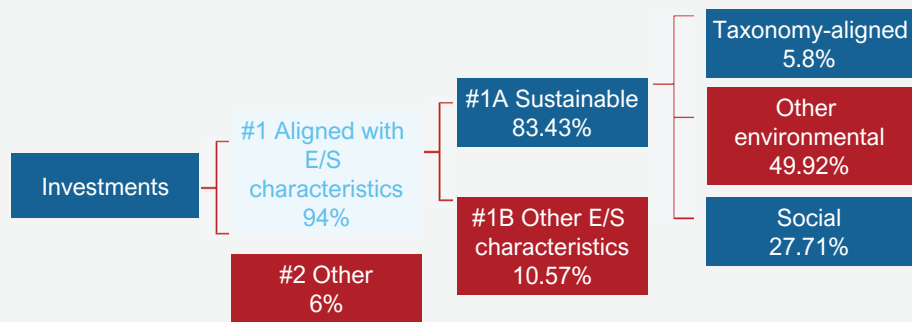 Investments
#1 Aligned with
E/S
characteristics
94%
#2 Other
6%
#1A Sustainable
83.43%
#1B Other E/S
characteristics
10.57%
Taxonomy-aligned
5.8%
Other
environmental
49.92%
Social
27.71%